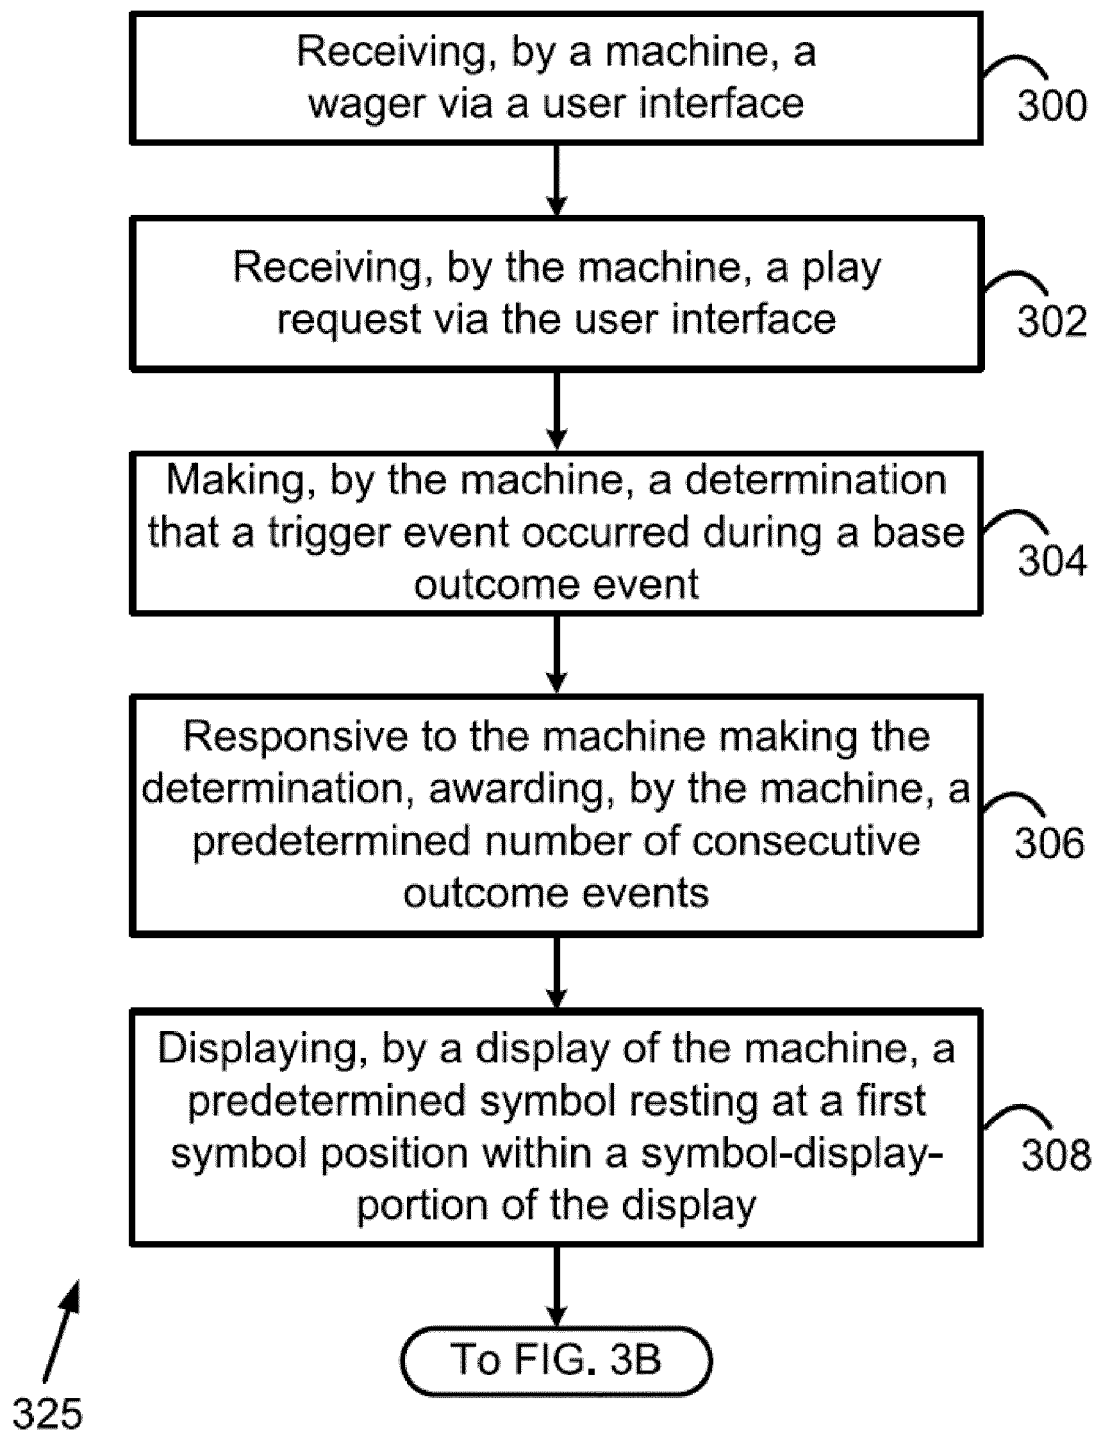 Receiving, by a machine, a
wager via a user interface
300
Receiving, by the machine, a play
request via the user interface
302
Making, by the machine, a determination
that a trigger event occurred during a base
outcome event
304
Responsive to the machine making the
determination, awarding, by the machine, a
predetermined number of consecutive
outcome events
306
Displaying, by a display of the machine, a
predetermined symbol resting at a first
symbol position within a symbol-display-
portion of the display
308
To FIG. 3B
325